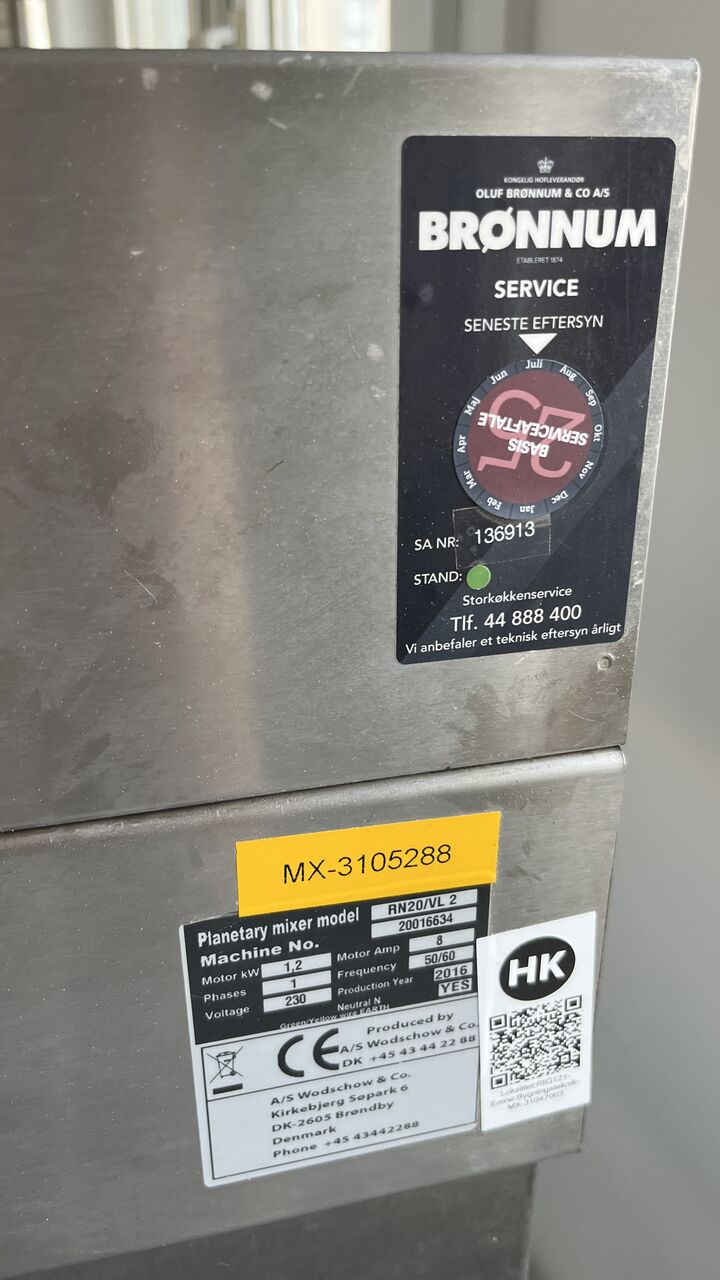 KONGELIG HOFLEVERANDØR
OLUF BRØNNUM & CO A/S
BRØNNUM
ETABLERET 1874
SERVICE
SENESTE EFTERSYN
Jan Feb Mar Apr Maj Jun Juli Aug Sep Okt Nov Dec
25
BASIS
SERVICEAFTALE
SA NR: 136913
STAND:
Storkøkkenservice
Tlf. 44 888 400
Vi anbefaler et teknisk eftersyn årligt
MX-3105288
Planetary mixer model RN20/VL 2
Machine No. 20016634
Motor kW 1,2 Motor Amp 8
Phases 1 Frequency 50/60
Voltage 230 Production Year 2016
Neutral N YES
Green/Yellow wire EARTH
CE
Produced by
A/S Wodschow & Co.
DK +45 43 44 22 88
A/S Wodschow & Co.
Kirkebjerg Søpark 6
DK-2605 Brøndby
Denmark
Phone +45 43442288
HK
Emne:Bygningsteknik-
MX-31047003